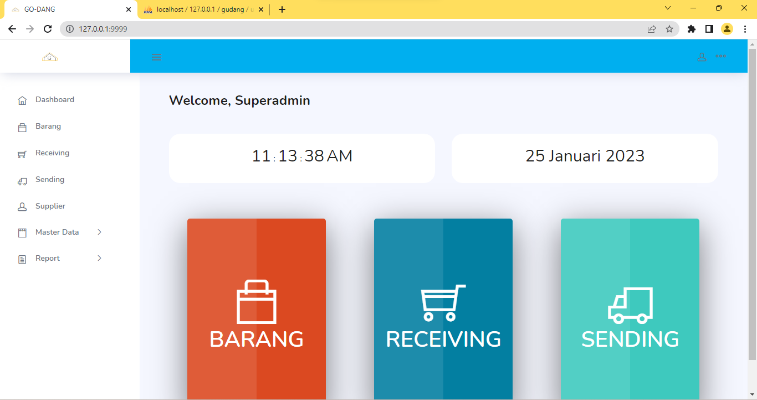 GO-DANG
localhost / 127.0.0.1 / gudang /
127.0.0.1:9999
Dashboard
Barang
Receiving
Sending
Supplier
Master Data
Report
Welcome, Superadmin
11 : 13 : 38 AM
25 Januari 2023
BARANG
RECEIVING
SENDING